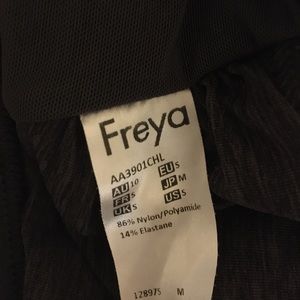 Freya
AA3901CHL
AU 10 EU S
FR S JP M
UK S US S
86% Nylon/Polyamide
14% Elastane
128975 M